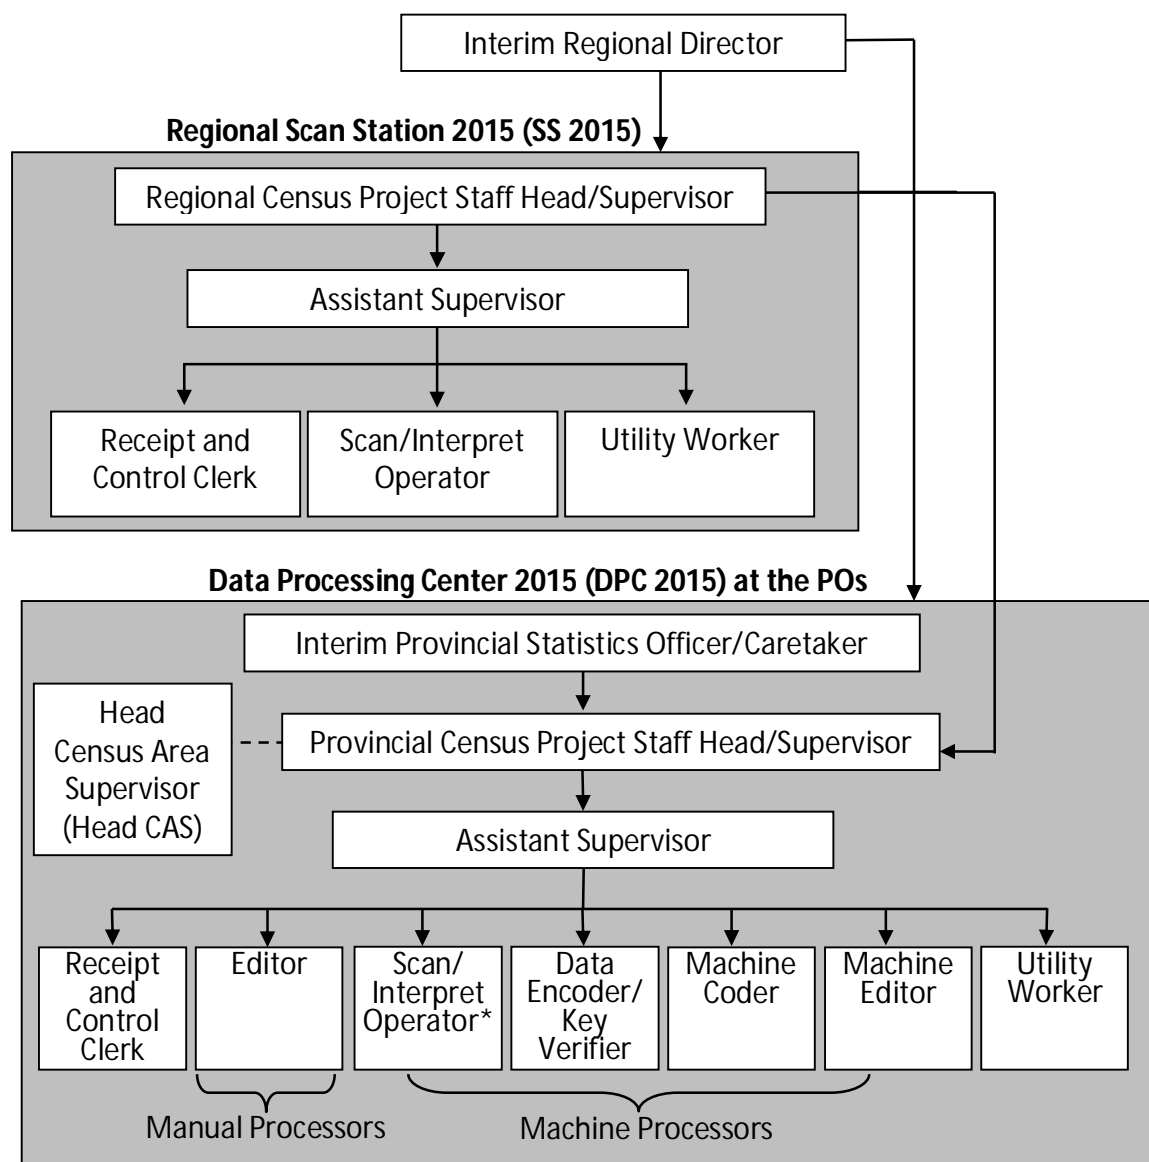 Interim Regional Director
Regional Scan Station 2015 (SS 2015)
Regional Census Project Staff Head/Supervisor
Assistant Supervisor
Receipt and
Control Clerk
Scan/Interpret
Operator
Utility Worker
Data Processing Center 2015 (DPC 2015) at the POs
Interim Provincial Statistics Officer/Caretaker
Head
Census Area
Supervisor
(Head CAS)
Provincial Census Project Staff Head/Supervisor
Assistant Supervisor
Receipt
and
Control
Clerk
Editor
Scan/
Interpret
Operator*
Data
Encoder/
Key
Verifier
Machine
Coder
Machine
Editor
Utility
Worker
Manual Processors
Machine Processors